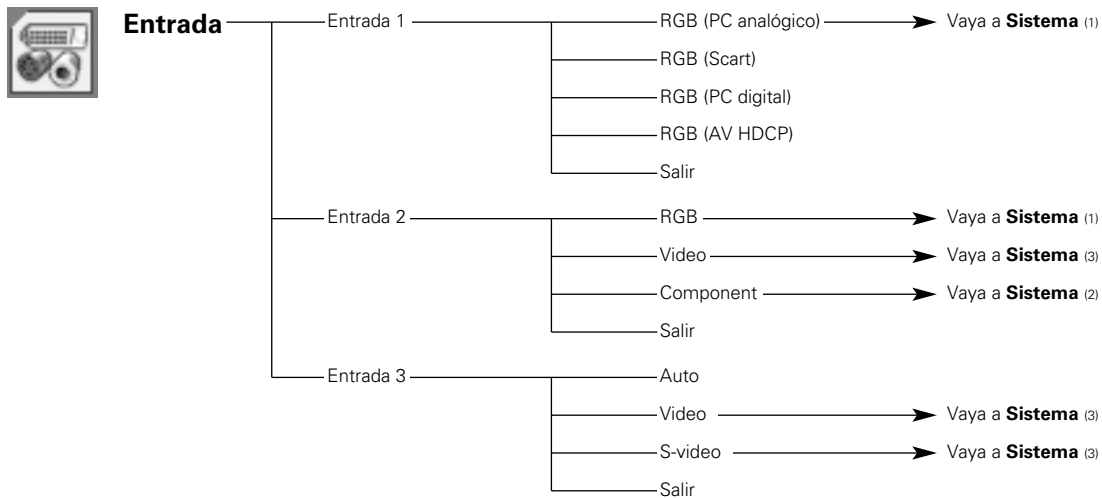 Entrada
Entrada 1
RGB (PC analógico)
Vaya a Sistema (1)
RGB (Scart)
RGB (PC digital)
RGB (AV HDCP)
Salir
Entrada 2
RGB
Vaya a Sistema (1)
Video
Vaya a Sistema (3)
Component
Vaya a Sistema (2)
Salir
Entrada 3
Auto
Video
Vaya a Sistema (3)
S-video
Vaya a Sistema (3)
Salir